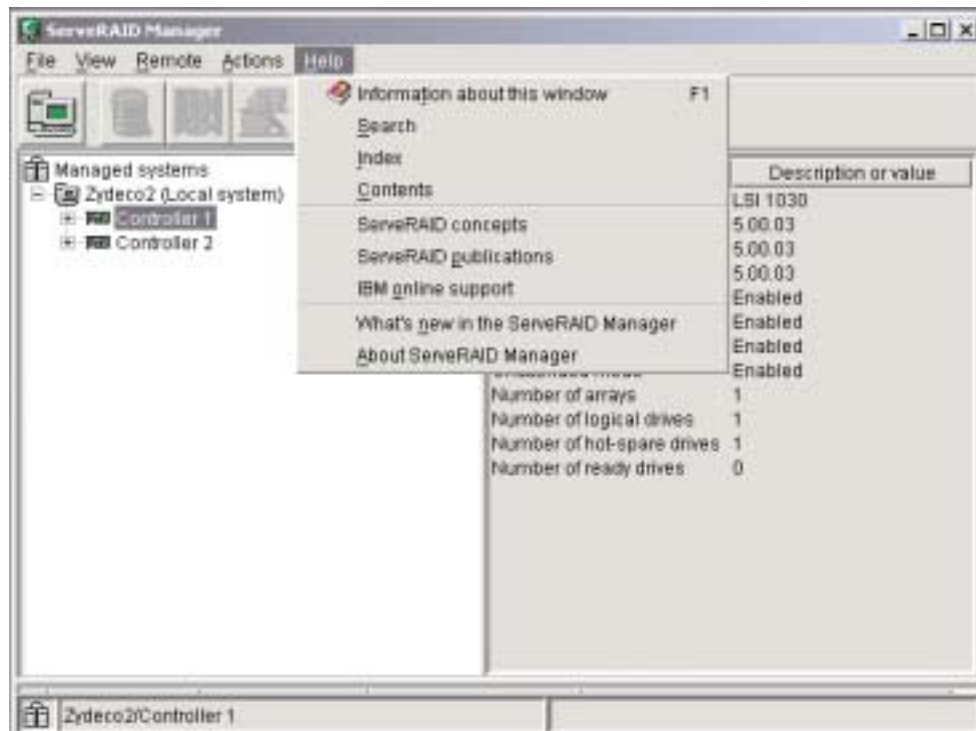 ServeRAID Manager
File View Remote Actions Help
Information about this window F1
Search
Index
Contents
ServeRAID concepts
ServeRAID publications
IBM online support
What's new in the ServeRAID Manager
About ServeRAID Manager
Managed systems
Zydeco2 (Local system)
Controller 1
Controller 2
Description or value
LSI 1030
5.00.03
5.00.03
5.00.03
Enabled
Enabled
Enabled
Enabled
Number of arrays 1
Number of logical drives 1
Number of hot-spare drives 1
Number of ready drives 0
Zydeco2/Controller 1